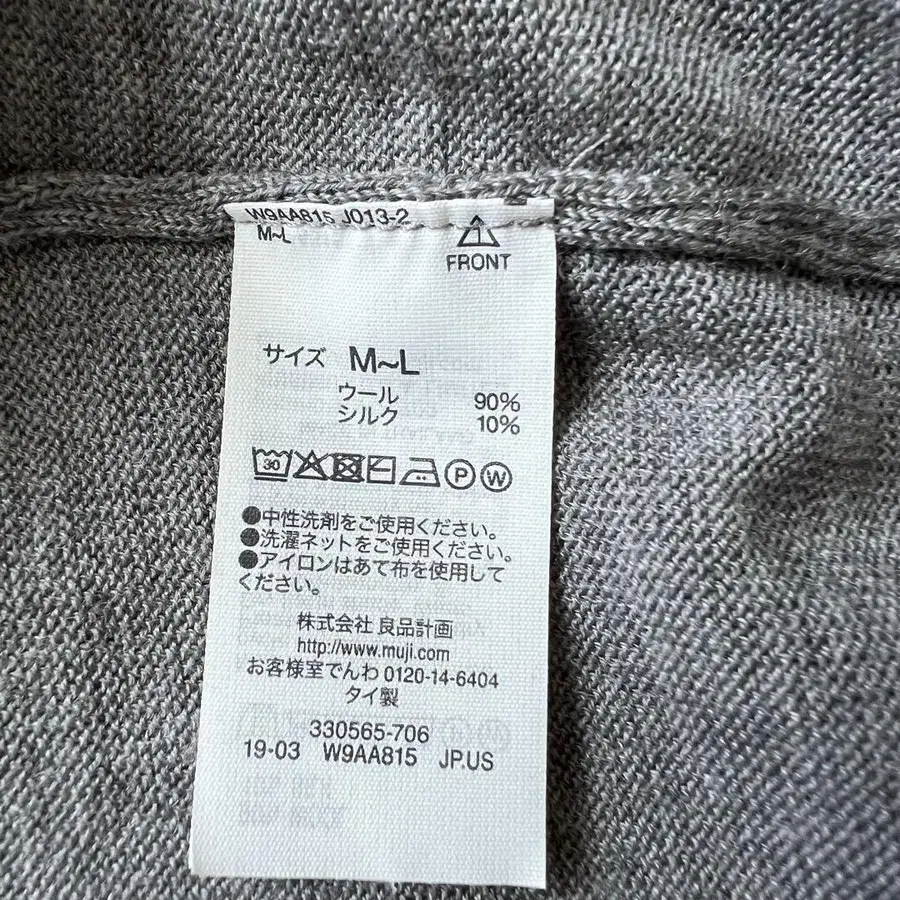 W9AA815 J013-2
M~L
1
FRONT
サイズ M~L
ウール 90%
シルク 10%
30 P W
●中性洗剤をご使用ください。
●洗濯ネットをご使用ください。
●アイロンはあて布を使用して
ください。
株式会社 良品計画
http://www.muji.com
お客様室でんわ 0120-14-6404
タイ製
330565-706
19・03 W9AA815 JP.US